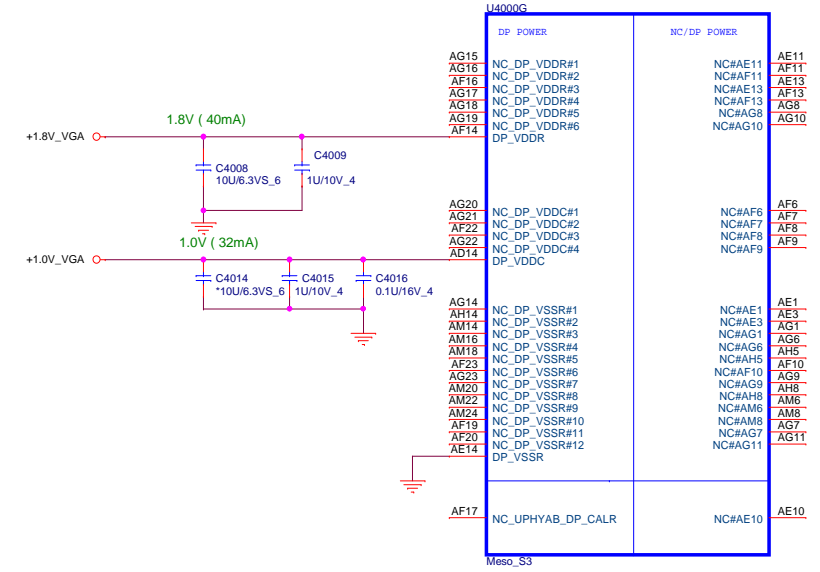 U4000G
DP POWER
NC/DP POWER
AG15 NC_DP_VDDR#1 NC#AE11 AE11
AG16 NC_DP_VDDR#2 NC#AF11 AF11
AF16 NC_DP_VDDR#3 NC#AE13 AE13
AG17 NC_DP_VDDR#4 NC#AF13 AF13
AG18 NC_DP_VDDR#5 NC#AG8 AG8
AG19 NC_DP_VDDR#6 NC#AG10 AG10
1.8V ( 40mA)
+1.8V_VGA AF14 DP_VDDR
C4008
10U/6.3VS_6
C4009
1U/10V_4
AG20 NC_DP_VDDC#1 NC#AF6 AF6
AG21 NC_DP_VDDC#2 NC#AF7 AF7
AF22 NC_DP_VDDC#3 NC#AF8 AF8
AG22 NC_DP_VDDC#4 NC#AF9 AF9
1.0V ( 32mA)
+1.0V_VGA AD14 DP_VDDC
C4014
*10U/6.3VS_6
C4015
1U/10V_4
C4016
0.1U/16V_4
AG14 NC_DP_VSSR#1 NC#AE1 AE1
AH14 NC_DP_VSSR#2 NC#AE3 AE3
AM14 NC_DP_VSSR#3 NC#AG1 AG1
AM16 NC_DP_VSSR#4 NC#AG6 AG6
AM18 NC_DP_VSSR#5 NC#AH5 AH5
AF23 NC_DP_VSSR#6 NC#AF10 AF10
AG23 NC_DP_VSSR#7 NC#AG9 AG9
AM20 NC_DP_VSSR#8 NC#AH8 AH8
AM22 NC_DP_VSSR#9 NC#AM6 AM6
AM24 NC_DP_VSSR#10 NC#AM8 AM8
AF19 NC_DP_VSSR#11 NC#AG7 AG7
AF20 NC_DP_VSSR#12 NC#AG11 AG11
AE14 DP_VSSR
AF17 NC_UPHYAB_DP_CALR NC#AE10 AE10
Meso_S3